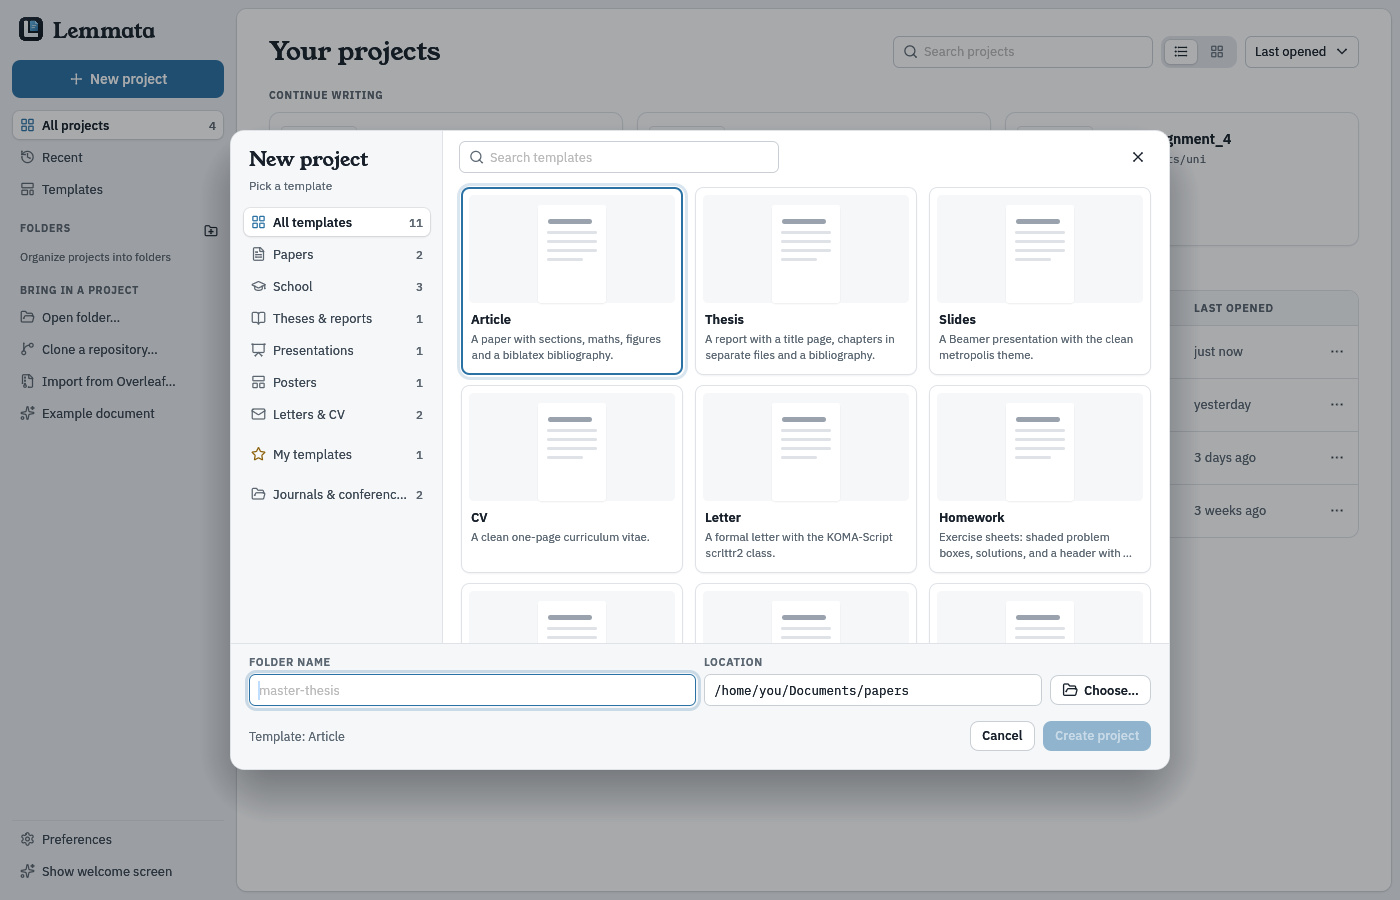 Lemmata
New project
All projects 4
Recent
Templates
FOLDERS
Organize projects into folders
BRING IN A PROJECT
Open folder...
Clone a repository...
Import from Overleaf...
Example document
Preferences
Show welcome screen
Your projects
Search projects
Last opened
CONTINUE WRITING
gnment_4
ts/uni
LAST OPENED
just now
yesterday
3 days ago
3 weeks ago
New project
Pick a template
All templates 11
Papers 2
School 3
Theses & reports 1
Presentations 1
Posters 1
Letters & CV 2
My templates 1
Journals & conferenc... 2
Search templates
Article
A paper with sections, maths, figures
and a biblatex bibliography.
Thesis
A report with a title page, chapters in
separate files and a bibliography.
Slides
A Beamer presentation with the clean
metropolis theme.
CV
A clean one-page curriculum vitae.
Letter
A formal letter with the KOMA-Script
scrlttr2 class.
Homework
Exercise sheets: shaded problem
boxes, solutions, and a header with ...
FOLDER NAME
master-thesis
LOCATION
/home/you/Documents/papers
Choose...
Template: Article
Cancel
Create project